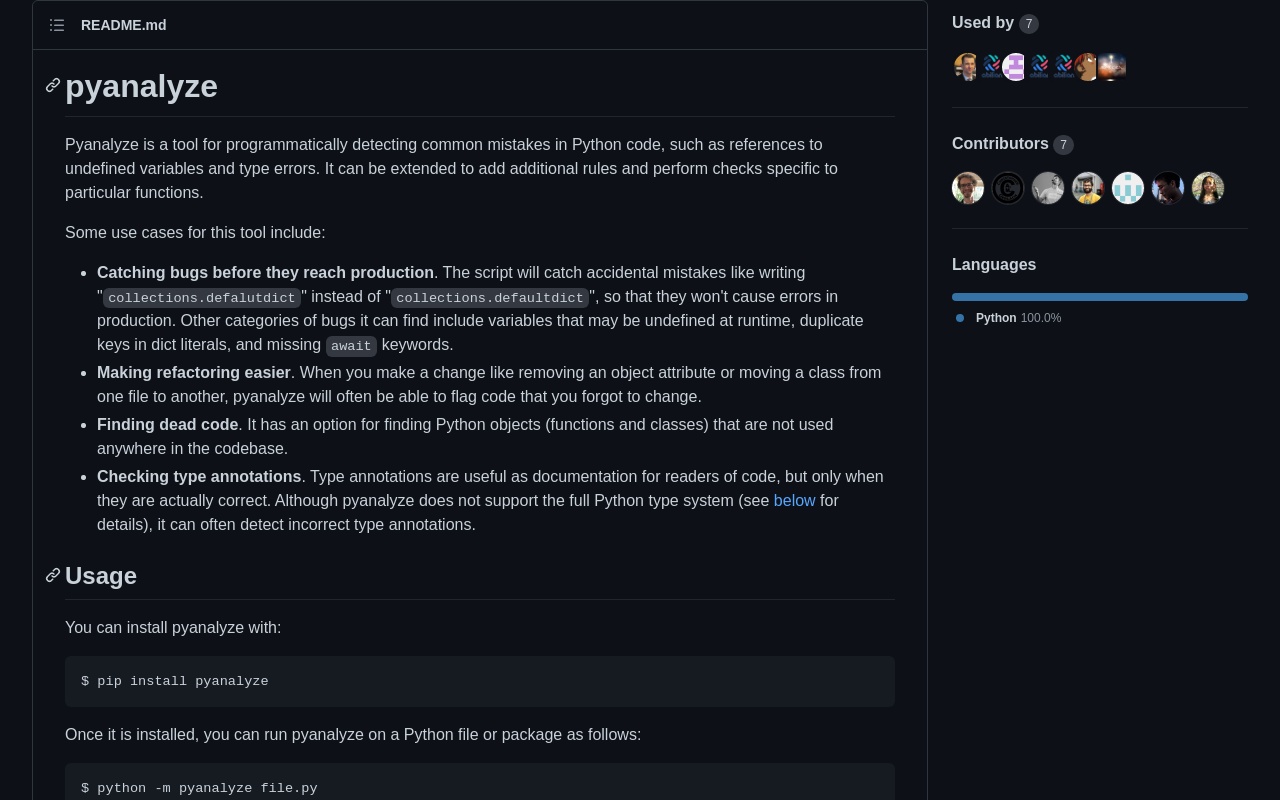 README.md
pyanalyze
Pyanalyze is a tool for programmatically detecting common mistakes in Python code, such as references to
undefined variables and type errors. It can be extended to add additional rules and perform checks specific to
particular functions.
Some use cases for this tool include:
• Catching bugs before they reach production. The script will catch accidental mistakes like writing
"collections.defalutdict" instead of "collections.defaultdict", so that they won't cause errors in
production. Other categories of bugs it can find include variables that may be undefined at runtime, duplicate
keys in dict literals, and missing await keywords.
• Making refactoring easier. When you make a change like removing an object attribute or moving a class from
one file to another, pyanalyze will often be able to flag code that you forgot to change.
• Finding dead code. It has an option for finding Python objects (functions and classes) that are not used
anywhere in the codebase.
• Checking type annotations. Type annotations are useful as documentation for readers of code, but only when
they are actually correct. Although pyanalyze does not support the full Python type system (see below for
details), it can often detect incorrect type annotations.
Usage
You can install pyanalyze with:
$ pip install pyanalyze
Once it is installed, you can run pyanalyze on a Python file or package as follows:
$ python -m pyanalyze file.py
Used by 7
Contributors 7
Languages
Python 100.0%